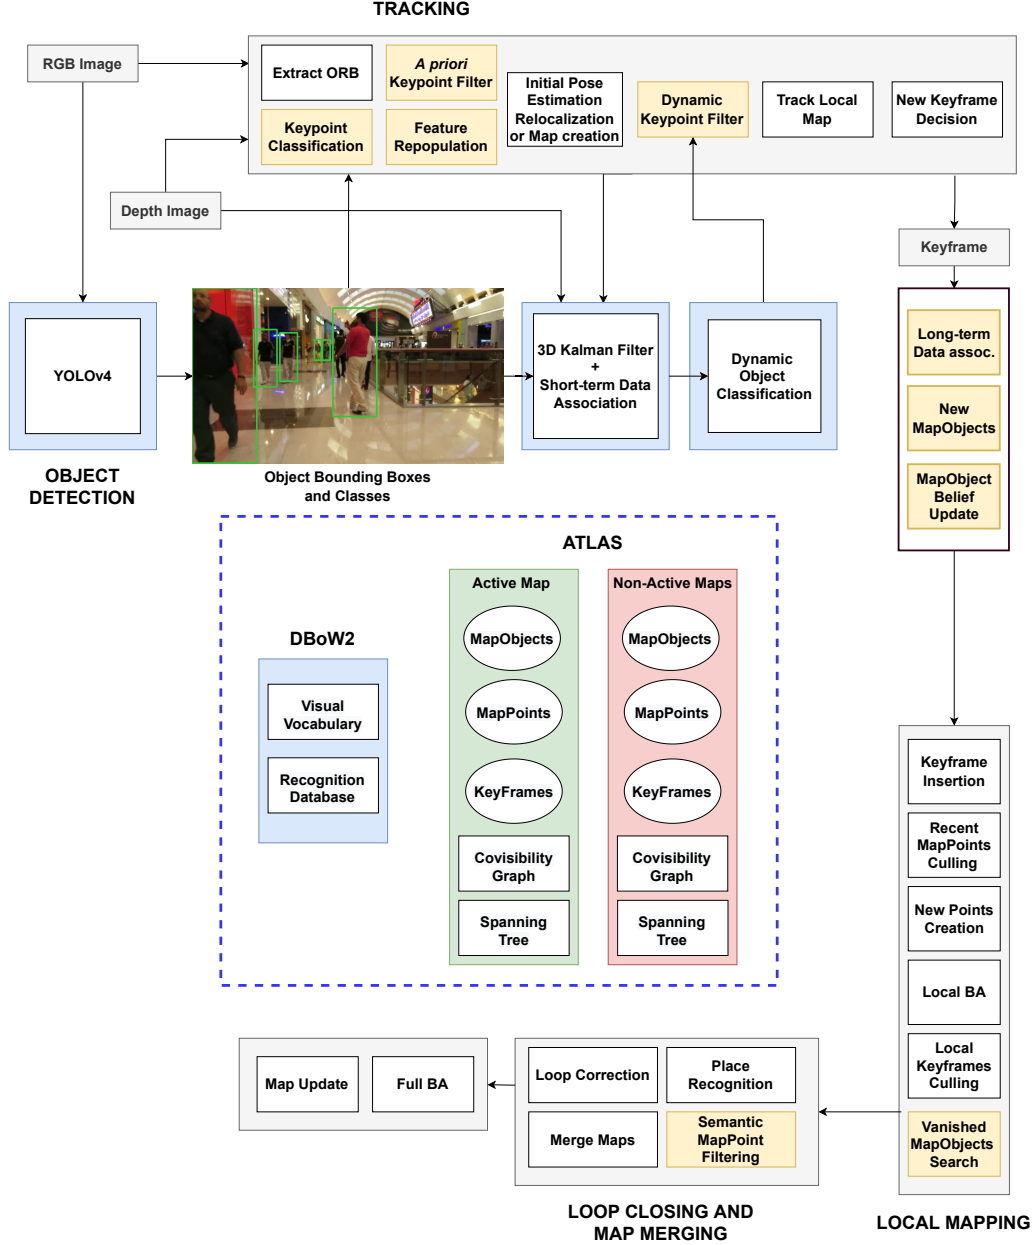 TRACKING
RGB Image
Extract ORB
A priori
Keypoint Filter
Initial Pose
Estimation
Relocalization
or Map creation
Dynamic
Keypoint Filter
Track Local
Map
New Keyframe
Decision
Keypoint
Classification
Feature
Repopulation
Depth Image
Keyframe
YOLOv4
3D Kalman Filter
+
Short-term Data
Association
Dynamic
Object
Classification
Long-term
Data assoc.
New
MapObjects
MapObject
Belief
Update
OBJECT
DETECTION
Object Bounding Boxes
and Classes
ATLAS
DBoW2
Visual
Vocabulary
Recognition
Database
Active Map
MapObjects
MapPoints
KeyFrames
Covisibility
Graph
Spanning
Tree
Non-Active Maps
MapObjects
MapPoints
KeyFrames
Covisibility
Graph
Spanning
Tree
Keyframe
Insertion
Recent
MapPoints
Culling
New Points
Creation
Local BA
Local
Keyframes
Culling
Vanished
MapObjects
Search
LOCAL MAPPING
Map Update
Full BA
Loop Correction
Place
Recognition
Merge Maps
Semantic
MapPoint
Filtering
LOOP CLOSING AND
MAP MERGING